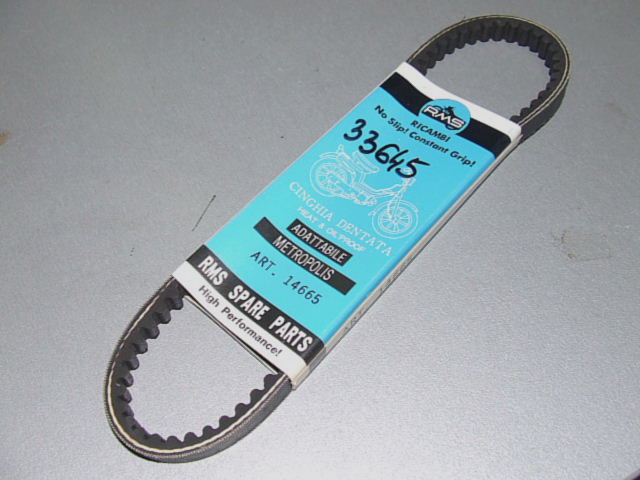 RMS
RICAMBI
No Slip! Constant Grip!
33645
CINGHIA DENTATA
HEAT & OIL PROOF
ADATTABILE
METROPOLIS
ART. 14665
RMS SPARE PARTS
High Performance!